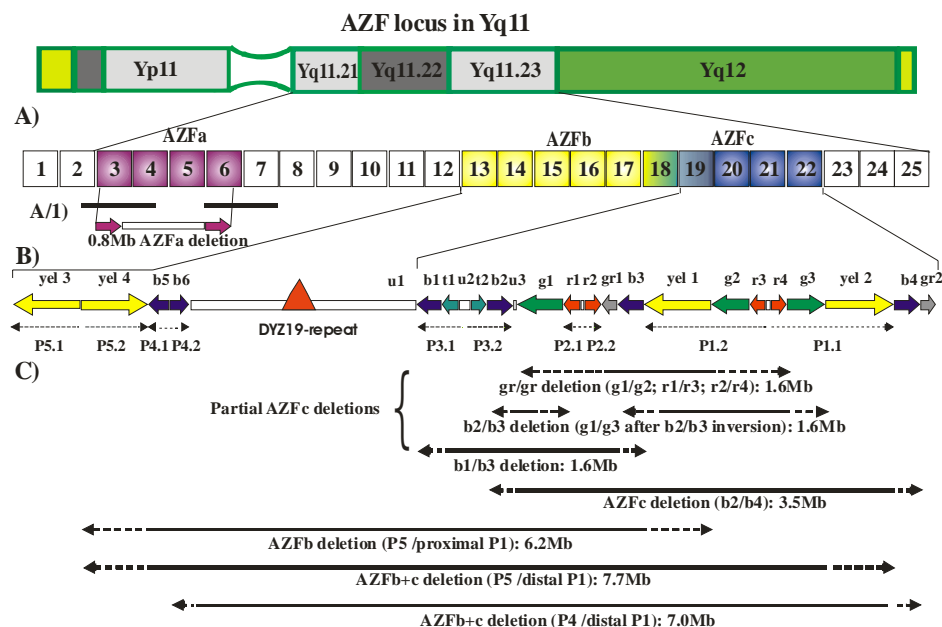 AZF locus in Yq11
Yp11 Yq11.21 Yq11.22 Yq11.23 Yq12
A)
AZFa AZFb AZFc
1 2 3 4 5 6 7 8 9 10 11 12 13 14 15 16 17 18 19 20 21 22 23 24 25
A/1)
0.8Mb AZFa deletion
B)
yel 3 yel 4 b5 b6 u1 b1 t1 u2 t2 b2 u3 g1 r1 r2 gr1 b3 yel 1 g2 r3 r4 g3 yel 2 b4 gr2
DYZ19-repeat
P5.1 P5.2 P4.1 P4.2 P3.1 P3.2 P2.1 P2.2 P1.2 P1.1
C)
gr/gr deletion (g1/g2; r1/r3; r2/r4): 1.6Mb
Partial AZFc deletions
b2/b3 deletion (g1/g3 after b2/b3 inversion): 1.6Mb
b1/b3 deletion: 1.6Mb
AZFc deletion (b2/b4): 3.5Mb
AZFb deletion (P5 /proximal P1): 6.2Mb
AZFb+c deletion (P5 /distal P1): 7.7Mb
AZFb+c deletion (P4 /distal P1): 7.0Mb